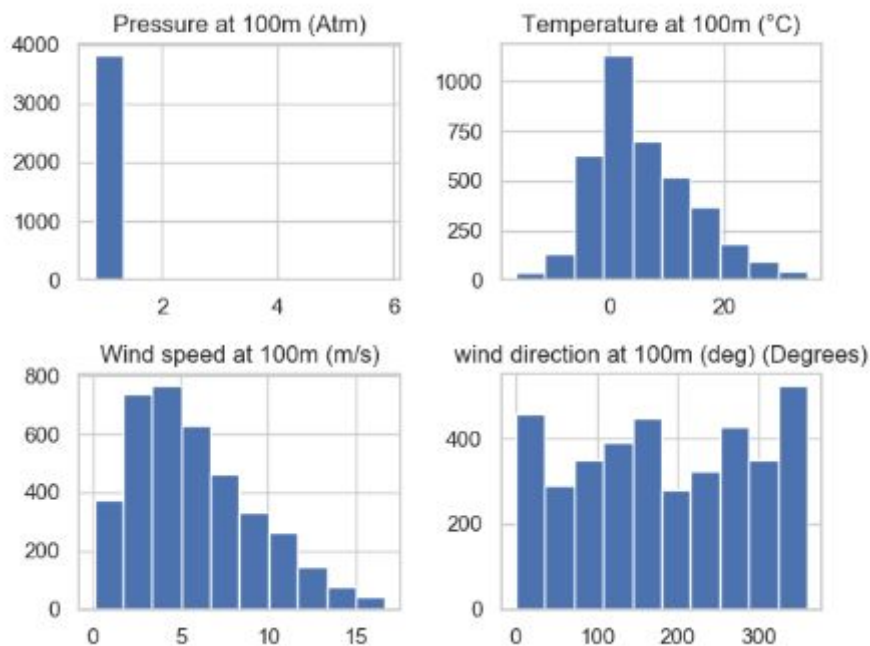 Pressure at 100m (Atm)
4000
3000
2000
1000
0
2 4 6
Temperature at 100m (°C)
1000
750
500
250
0
0 20
Wind speed at 100m (m/s)
800
600
400
200
0
0 5 10 15
wind direction at 100m (deg) (Degrees)
400
200
0
0 100 200 300